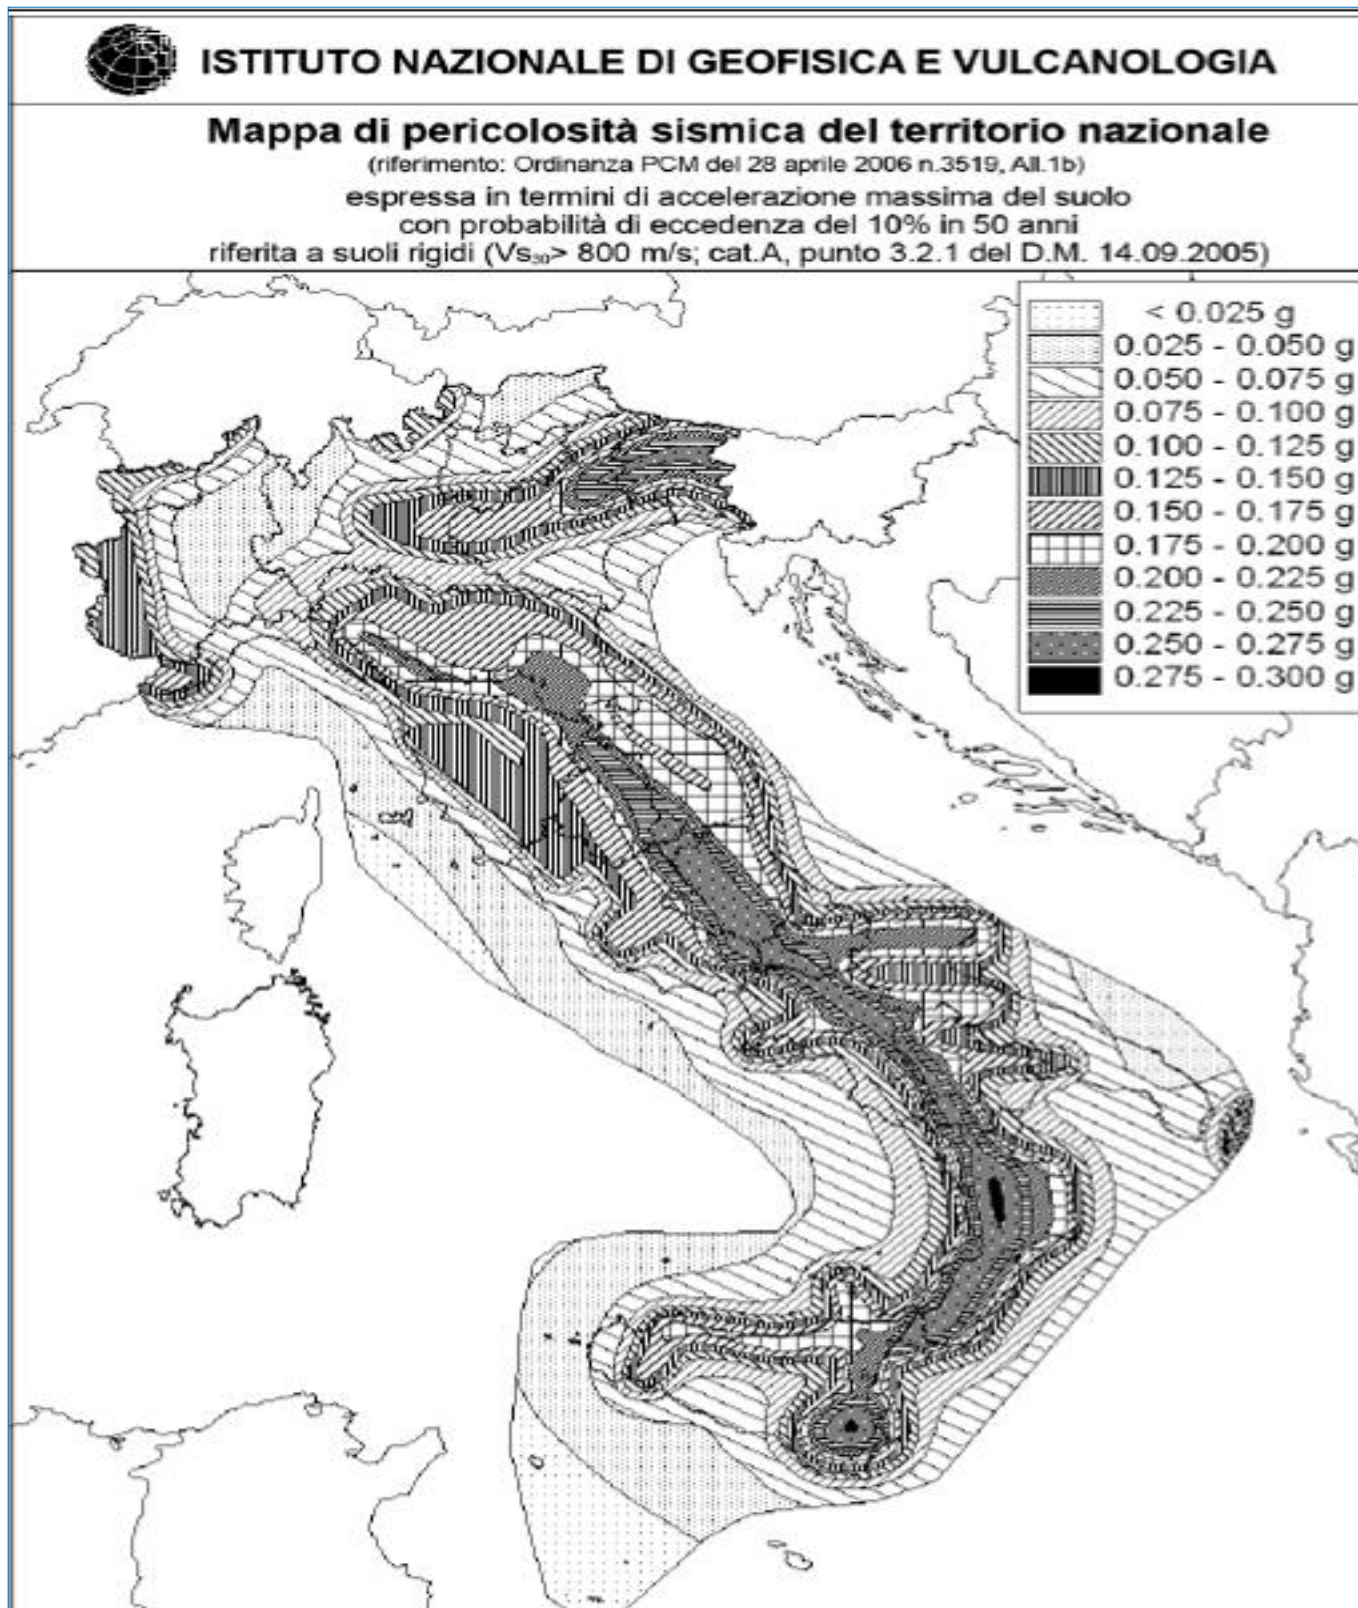 ISTITUTO NAZIONALE DI GEOFISICA E VULCANOLOGIA
Mappa di pericolosità sismica del territorio nazionale
(riferimento: Ordinanza PCM del 28 aprile 2006 n.3519, All.1b)
espressa in termini di accelerazione massima del suolo
con probabilità di eccedenza del 10% in 50 anni
riferita a suoli rigidi (Vs₃₀> 800 m/s; cat.A, punto 3.2.1 del D.M. 14.09.2005)
< 0.025 g
0.025 - 0.050 g
0.050 - 0.075 g
0.075 - 0.100 g
0.100 - 0.125 g
0.125 - 0.150 g
0.150 - 0.175 g
0.175 - 0.200 g
0.200 - 0.225 g
0.225 - 0.250 g
0.250 - 0.275 g
0.275 - 0.300 g